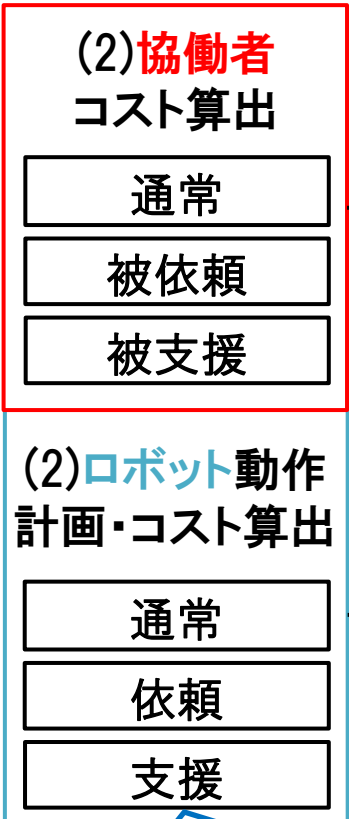 (2)協働者
コスト算出
通常
被依頼
被支援
(2)ロボット動作
計画・コスト算出
通常
依頼
支援